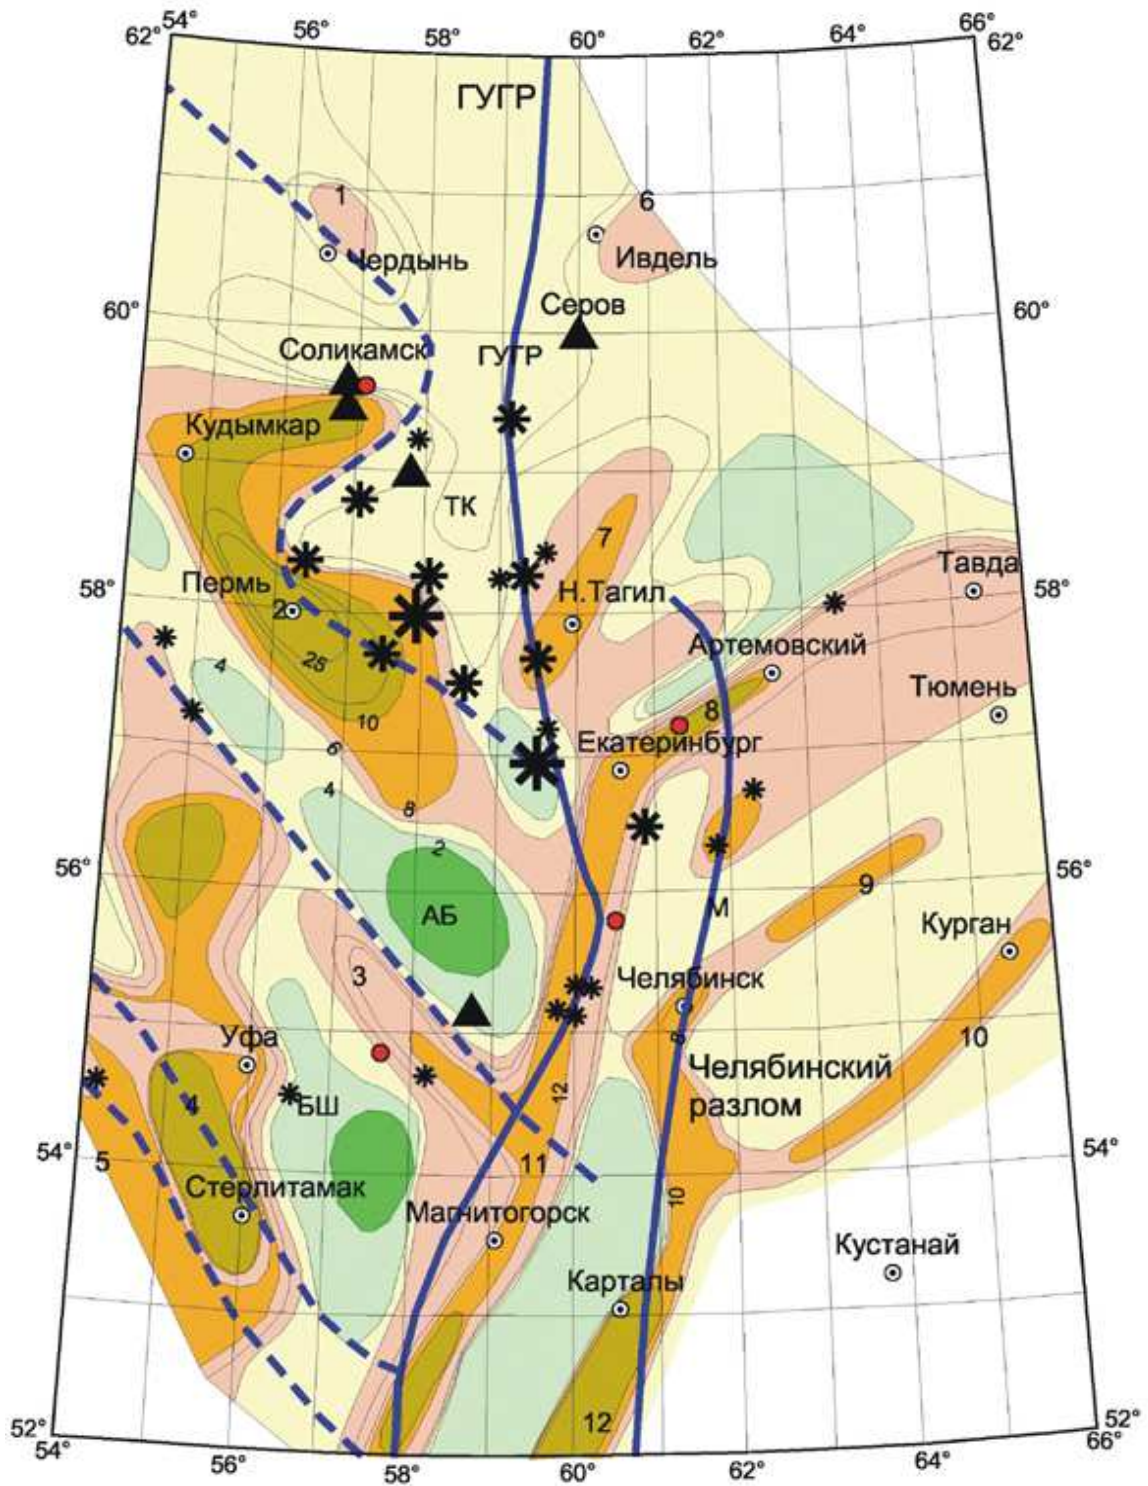 54°
56°
58°
60°
62°
64°
66°
62°
62°
ГУГР
1
6
Чердынь
Ивдель
60°
Серов
60°
Соликамск
ГУГР
Кудымкар
ТК
7
Тавда
58°
Пермь
Н.Тагил
58°
2
Артемовский
4
25
Тюмень
10
8
6
Екатеринбург
4
8
2
56°
9
56°
АБ
М
Курган
3
Челябинск
Уфа
8
10
Челябинский
разлом
4
БШ
12
54°
5
11
54°
Стерлитамак
10
Магнитогорск
Кустанай
Карталы
12
52°
52°
54°
56°
58°
60°
62°
64°
66°